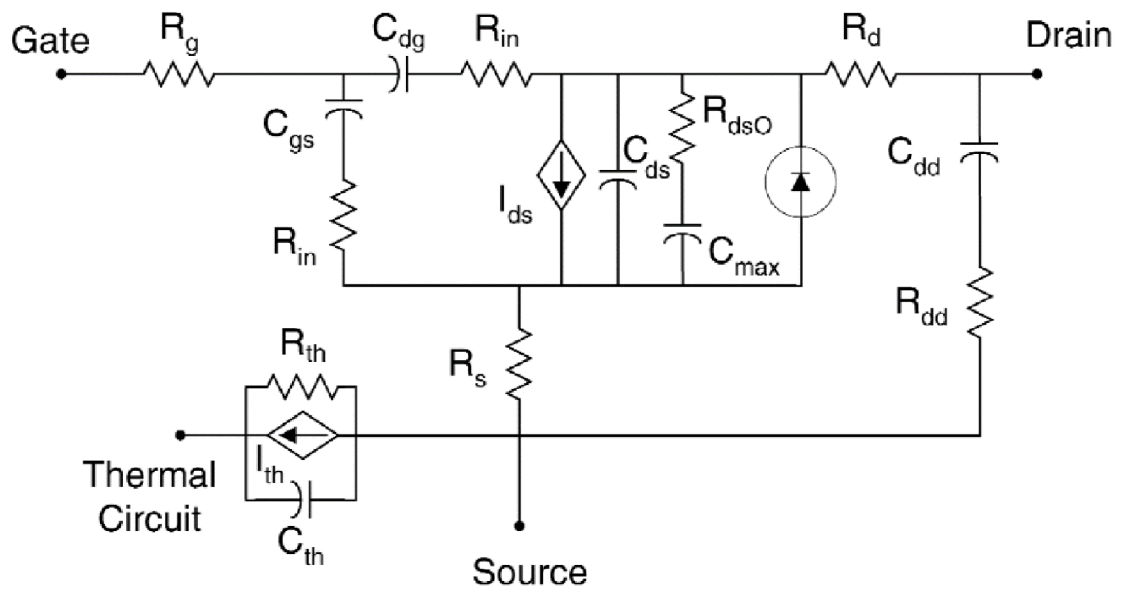 Gate
Rg
Cdg
Rin
Rd
Drain
Cgs
Rin
Ids
Cds
RdsO
Cmax
Cdd
Rdd
Rth
Rs
Ith
Thermal
Circuit
Cth
Source